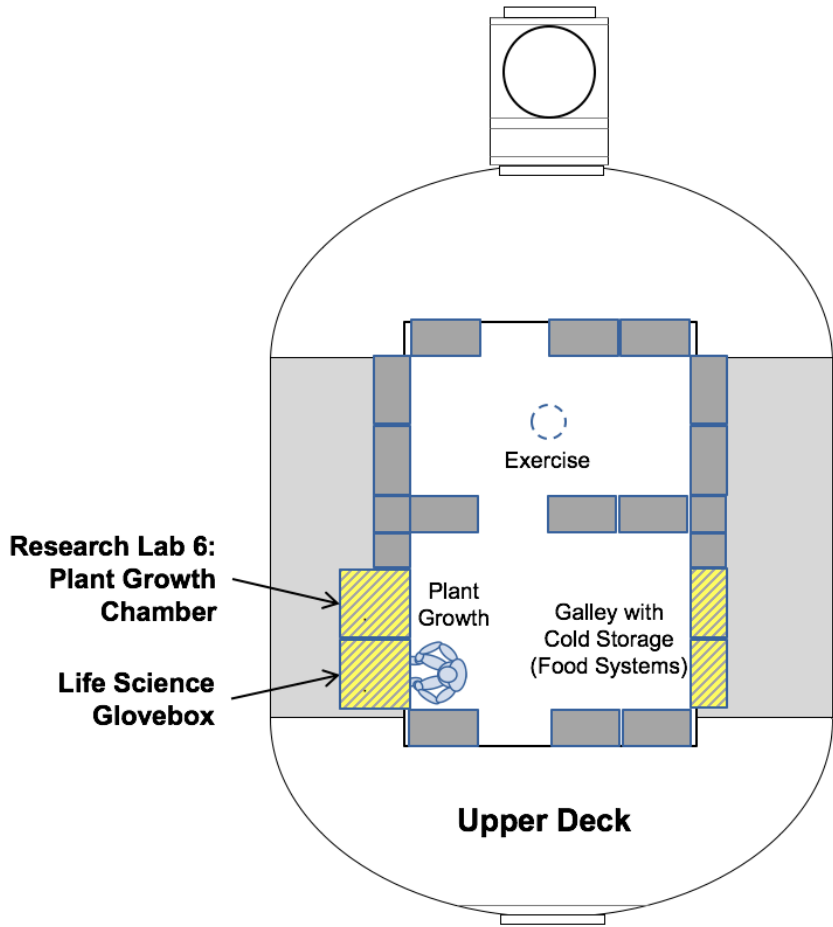 Exercise
Research Lab 6:
Plant Growth
Chamber
Plant
Growth
Galley with
Cold Storage
(Food Systems)
Life Science
Glovebox
Upper Deck